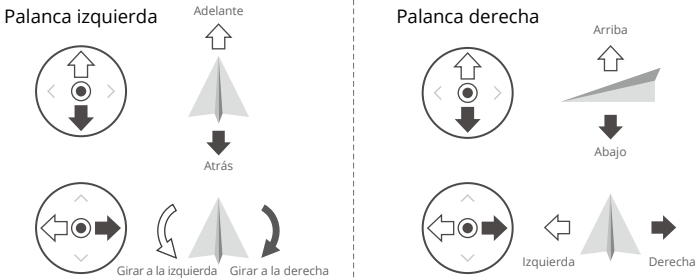 Palanca izquierda
Adelante
Atrás
Girar a la izquierda
Girar a la derecha
Palanca derecha
Arriba
Abajo
Izquierda
Derecha